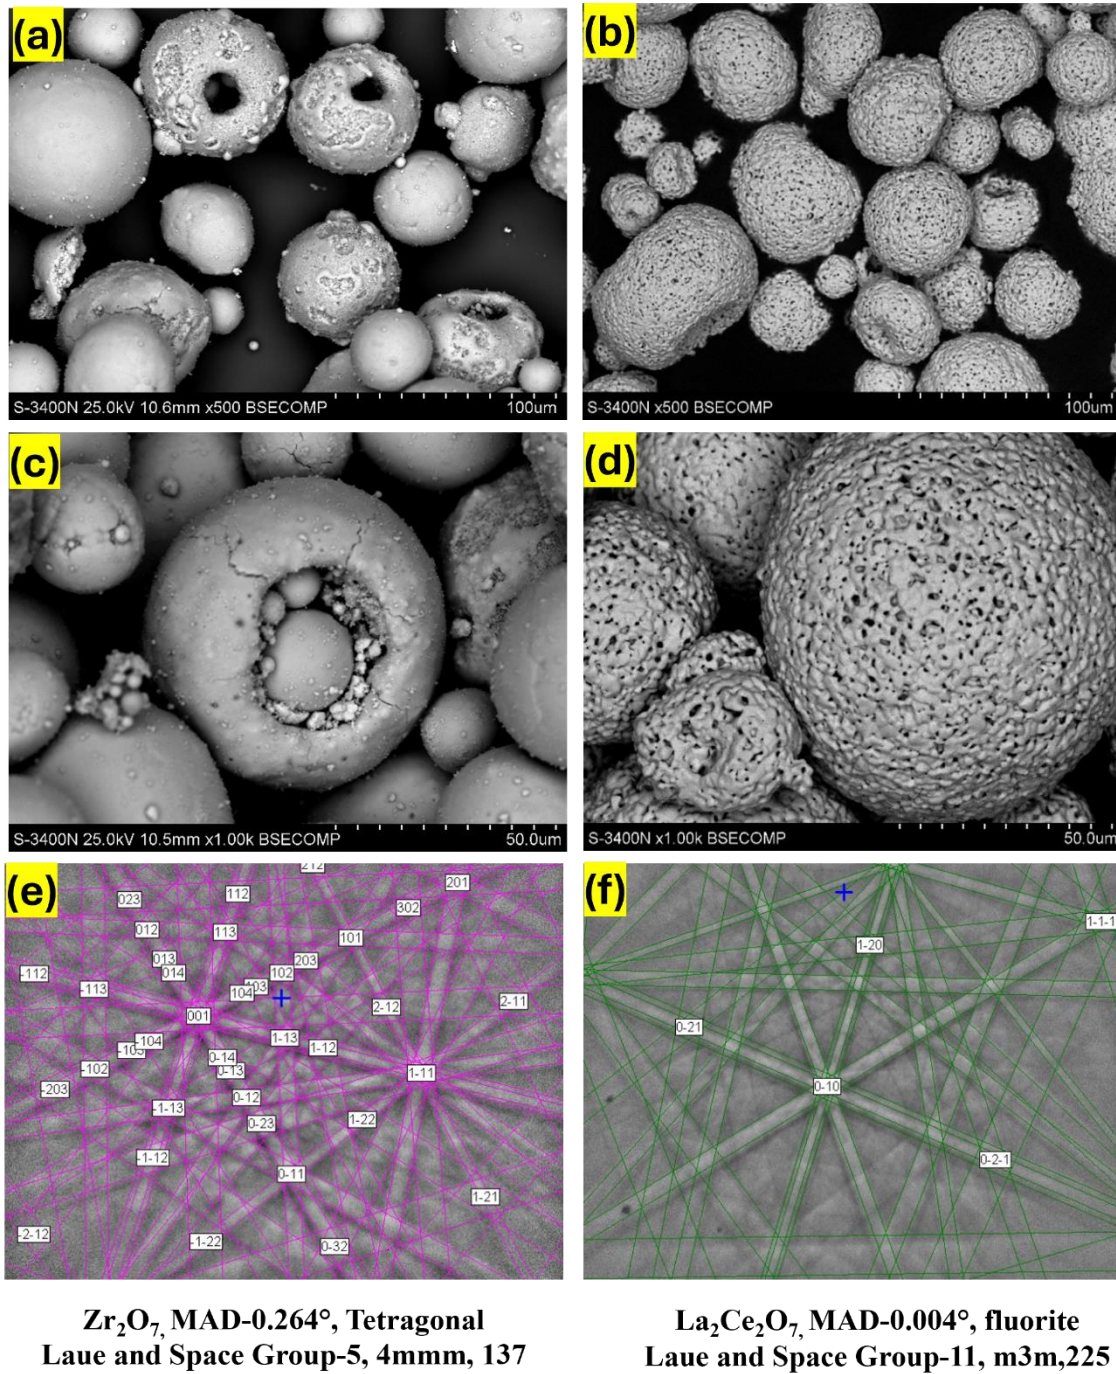 (a)
S-3400N 25.0kV 10.6mm x500 BSECOMP 100um
(b)
S-3400N x500 BSECOMP 100um
(c)
S-3400N 25.0kV 10.5mm x1.00k BSECOMP 50.0um
(d)
S-3400N x1.00k BSECOMP 50.0um
(e)
212
201
023
112
302
012
113
101
013
203
-112
014
102
-113
104
2-11
2-12
001
1-13
-104
1-12
0-14
-102
0-13
1-11
-203
0-12
-1-13
0-23
1-22
-1-12
0-11
1-21
-2-12
-1-22
0-32
(f)
1-1-1
1-20
0-21
0-10
0-2-1
Zr₂O₇, MAD-0.264°, Tetragonal
Laue and Space Group-5, 4mmm, 137
La₂Ce₂O₇, MAD-0.004°, fluorite
Laue and Space Group-11, m3m,225